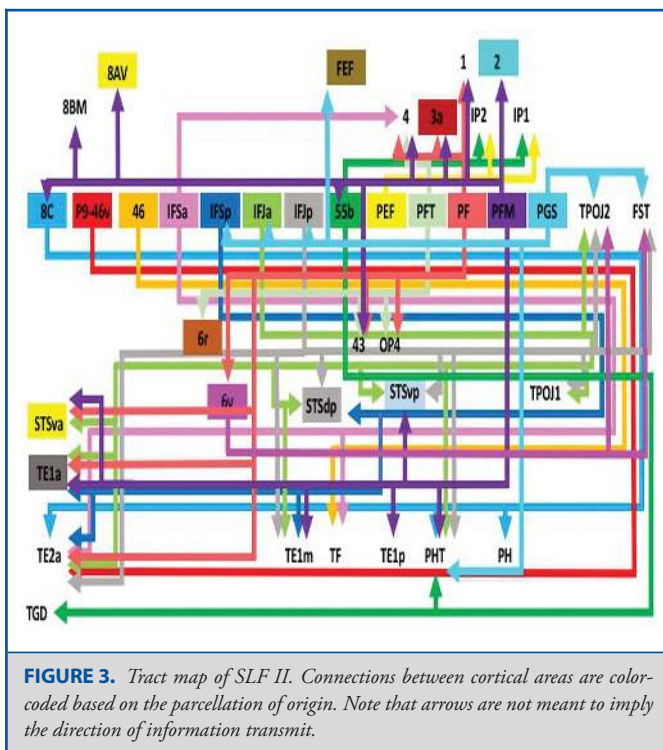 1 2
8AV FEF
8BM 4 3a IP2 IP1
8C P9-46v 46 IFSa IFSp IFJa IFJp 55b PEF PFT PF PFM PGS TPOJ2 FST
6r 43 OP4
6v STSdp STSvp TPOJ1
STSva
TE1a
TE2a TE1m TF TE1p PHT PH
TGD
FIGURE 3. Tract map of SLF II. Connections between cortical areas are color-
coded based on the parcellation of origin. Note that arrows are not meant to imply
the direction of information transmit.